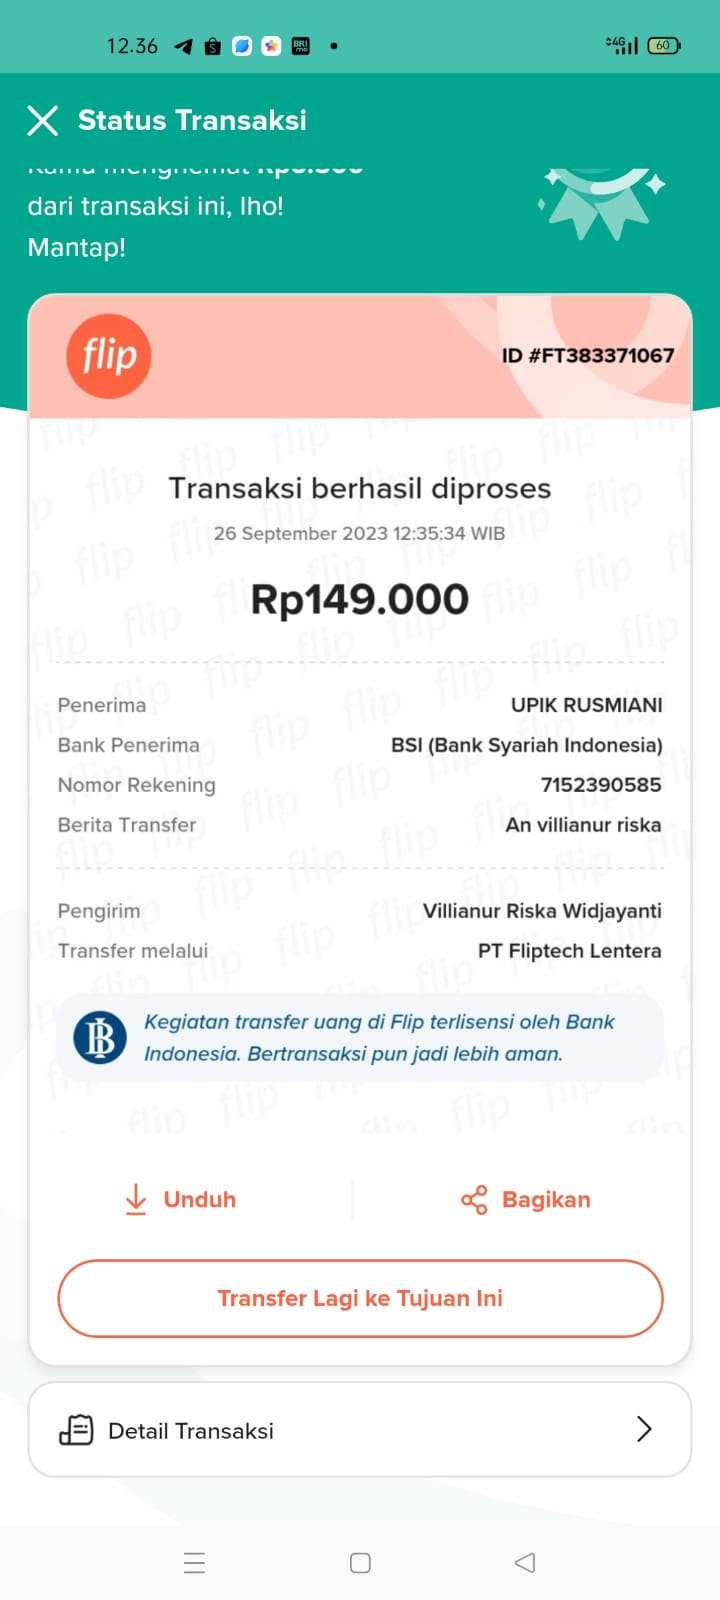 12.36
4G
60
Status Transaksi
Kamu menghemat
dari transaksi ini, lho!
Mantap!
flip
ID #FT383371067
Transaksi berhasil diproses
26 September 2023 12:35:34 WIB
Rp149.000
Penerima UPIK RUSMIANI
Bank Penerima BSI (Bank Syariah Indonesia)
Nomor Rekening 7152390585
Berita Transfer An villianur riska
Pengirim Villianur Riska Widjayanti
Transfer melalui PT Fliptech Lentera
Kegiatan transfer uang di Flip terlisensi oleh Bank
Indonesia. Bertransaksi pun jadi lebih aman.
Unduh
Bagikan
Transfer Lagi ke Tujuan Ini
Detail Transaksi